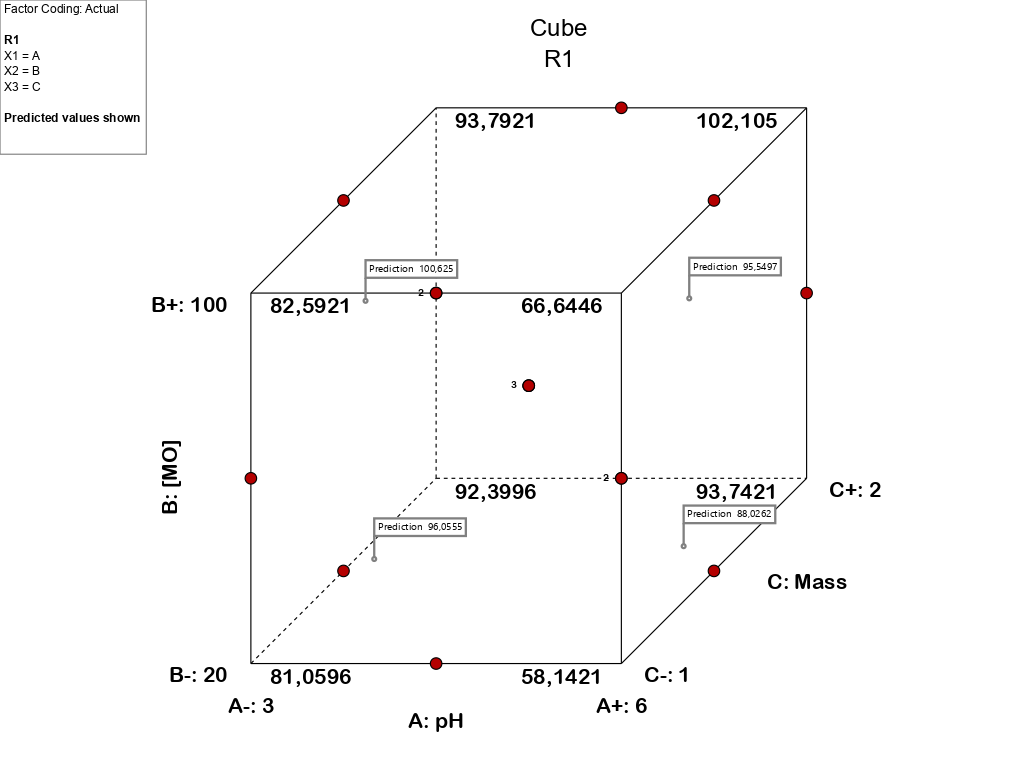 Factor Coding: Actual
R1
X1 = A
X2 = B
X3 = C
Predicted values shown
Cube
R1
93,7921
102,105
Prediction 100,625
Prediction 95,5497
2
B+: 100
82,5921
66,6446
3
B: [MO]
2
92,3996
93,7421
C+: 2
Prediction 88,0262
Prediction 96,0555
C: Mass
B-: 20
81,0596
58,1421
C-: 1
A-: 3
A: pH
A+: 6